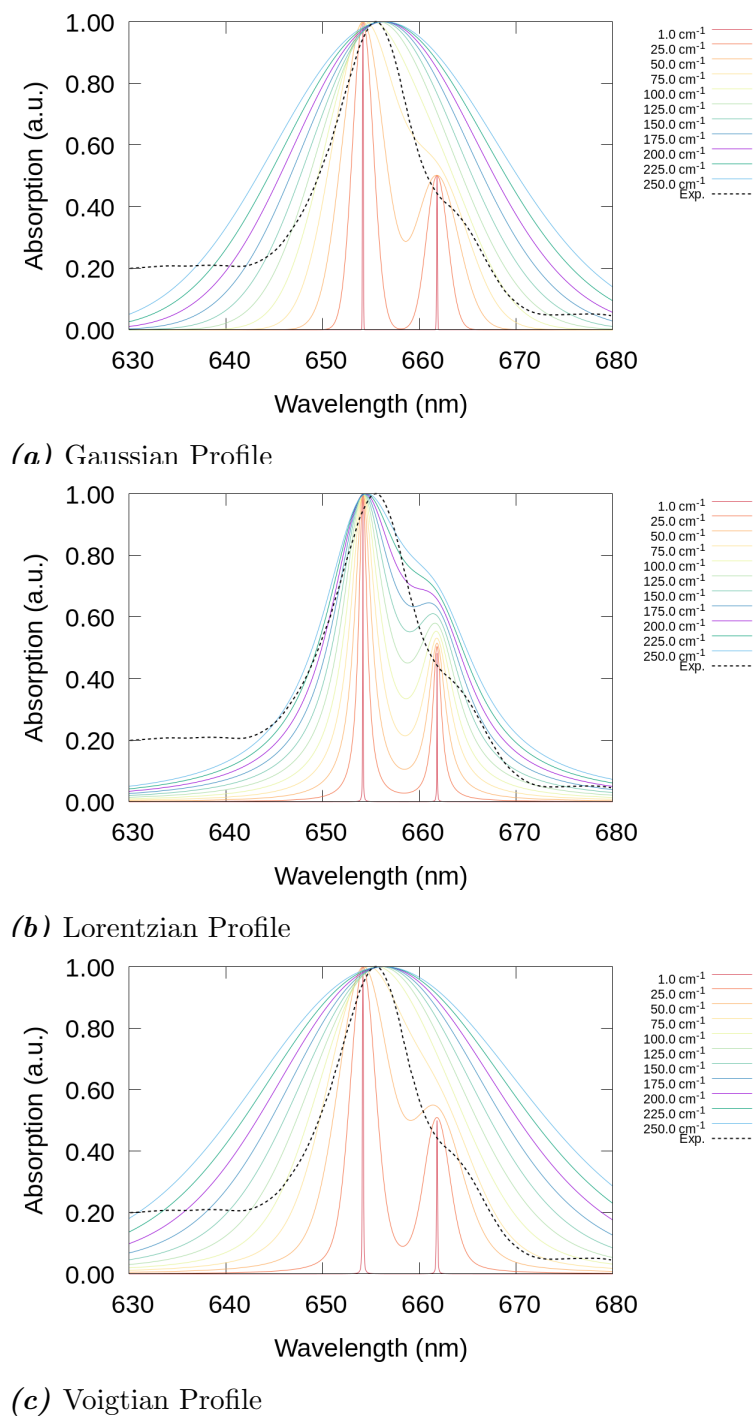 1.00
0.80
0.60
0.40
0.20
0.00
Absorption (a.u.)
630 640 650 660 670 680
Wavelength (nm)
1.0 cm-1
25.0 cm-1
50.0 cm-1
75.0 cm-1
100.0 cm-1
125.0 cm-1
150.0 cm-1
175.0 cm-1
200.0 cm-1
225.0 cm-1
250.0 cm-1
Exp.
(a) Gaussian Profile
1.00
0.80
0.60
0.40
0.20
0.00
Absorption (a.u.)
630 640 650 660 670 680
Wavelength (nm)
1.0 cm-1
25.0 cm-1
50.0 cm-1
75.0 cm-1
100.0 cm-1
125.0 cm-1
150.0 cm-1
175.0 cm-1
200.0 cm-1
225.0 cm-1
250.0 cm-1
Exp.
(b) Lorentzian Profile
1.00
0.80
0.60
0.40
0.20
0.00
Absorption (a.u.)
630 640 650 660 670 680
Wavelength (nm)
1.0 cm-1
25.0 cm-1
50.0 cm-1
75.0 cm-1
100.0 cm-1
125.0 cm-1
150.0 cm-1
175.0 cm-1
200.0 cm-1
225.0 cm-1
250.0 cm-1
Exp.
(c) Voigtian Profile